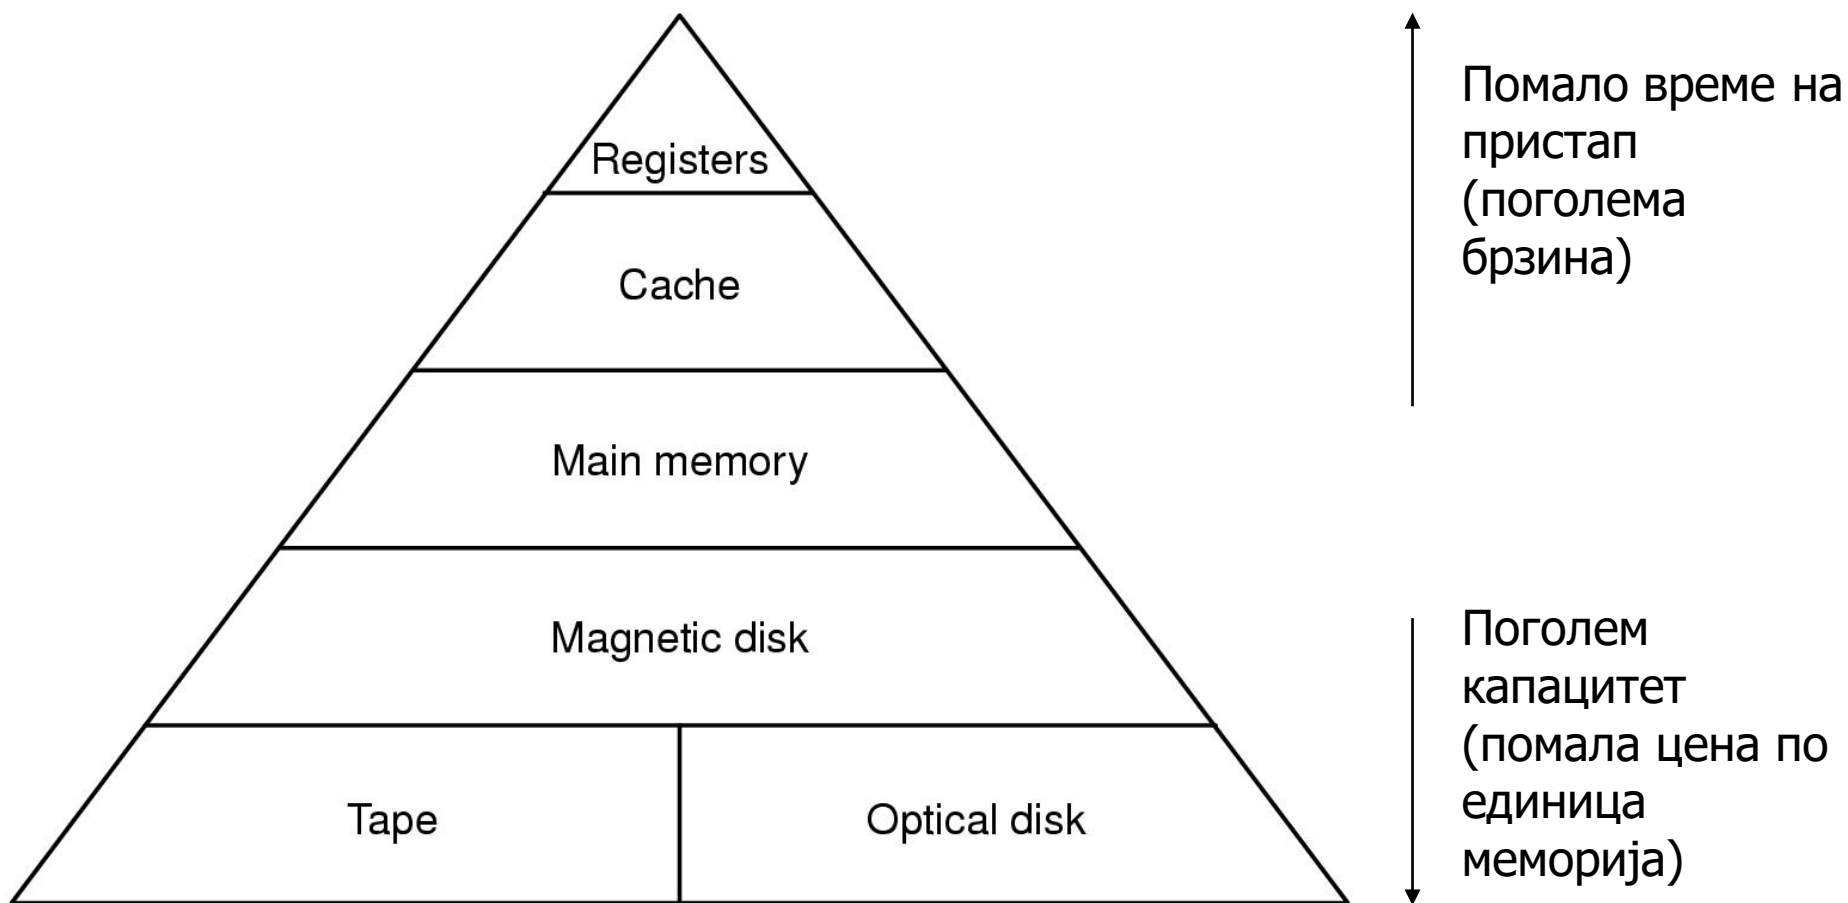 Registers
Cache
Main memory
Magnetic disk
Tape
Optical disk
Помало време на
пристап
(поголема
брзина)
Поголем
капацитет
(помала цена по
единица
меморија)